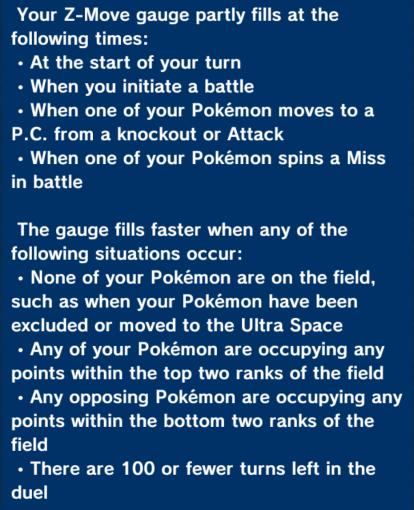 Your Z-Move gauge partly fills at the
following times:
• At the start of your turn
• When you initiate a battle
• When one of your Pokémon moves to a
P.C. from a knockout or Attack
• When one of your Pokémon spins a Miss
in battle
The gauge fills faster when any of the
following situations occur:
• None of your Pokémon are on the field,
such as when your Pokémon have been
excluded or moved to the Ultra Space
• Any of your Pokémon are occupying any
points within the top two ranks of the field
• Any opposing Pokémon are occupying any
points within the bottom two ranks of the
field
• There are 100 or fewer turns left in the
duel